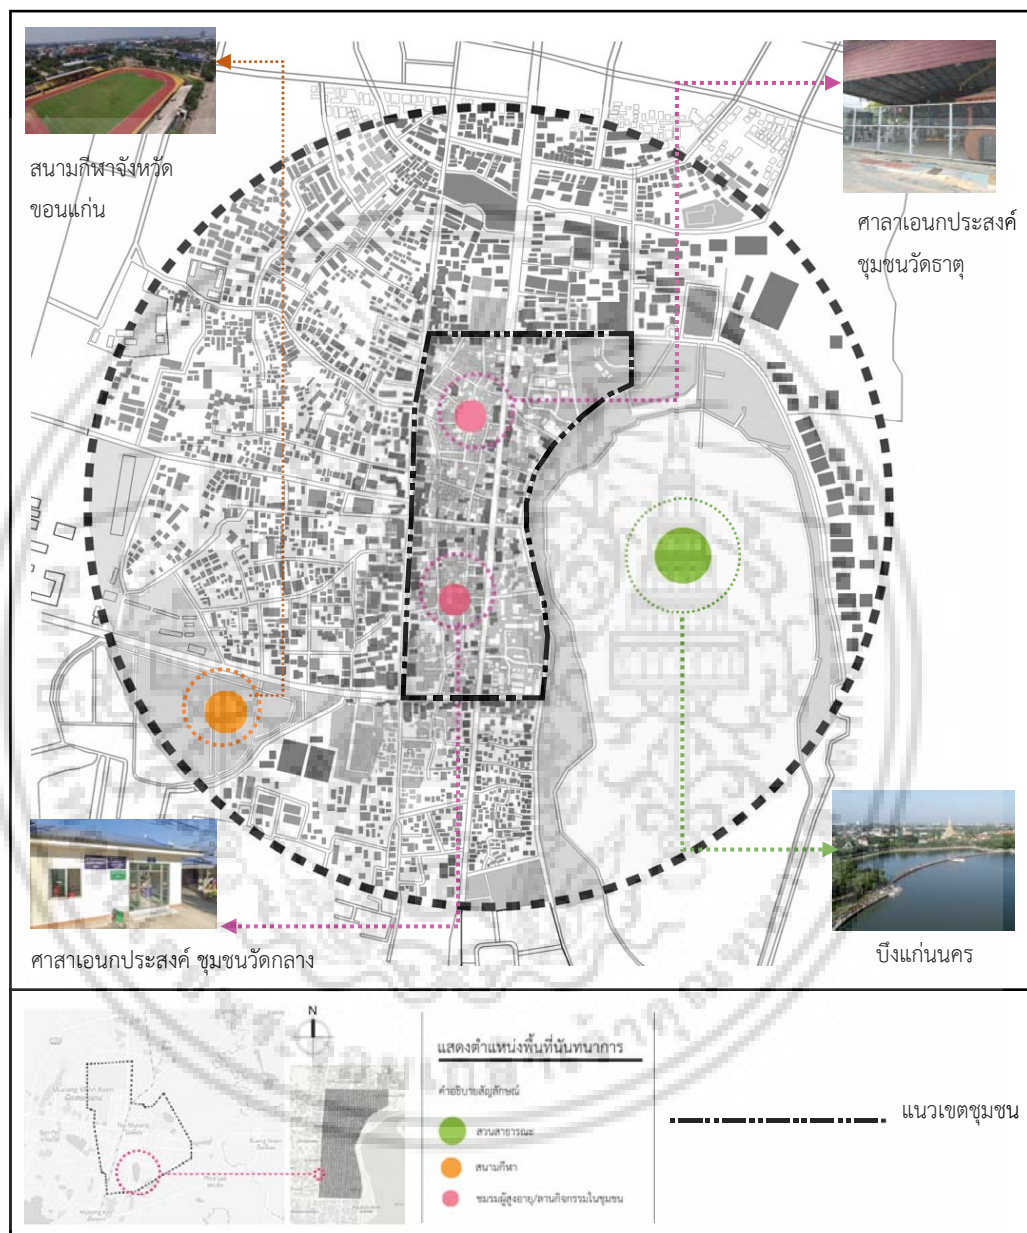 สนามกีฬาจังหวัด
ขอนแก่น
ศาลาเอนกประสงค์
ชุมชนวัดธาตุ
ศาสาเอนกประสงค์ ชุมชนวัดกลาง
บึงแก่นนคร
N
แสดงตำแหน่งพื้นที่นันทนาการ
คำอธิบายสัญลักษณ์
สวนสาธารณะ
สนามกีฬา
ชมรมผู้สูงอายุ/ลานกิจกรรมในชุมชน
แนวเขตชุมชน